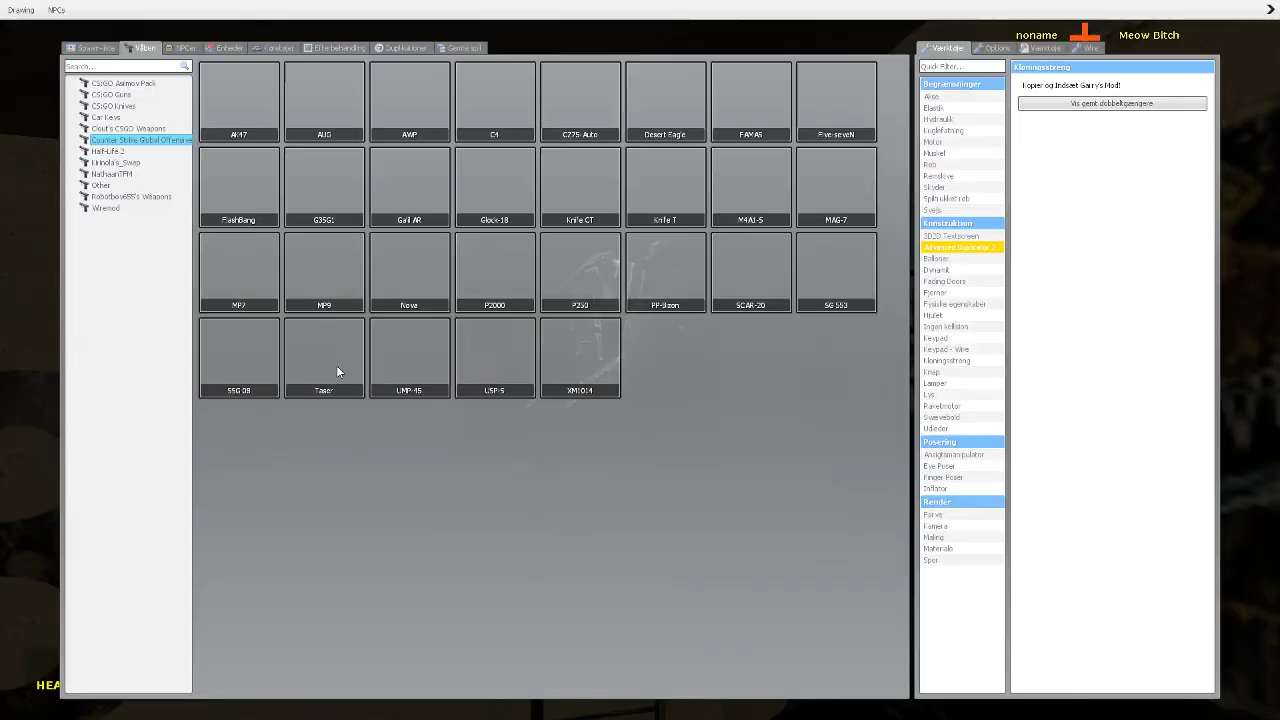 Drawing NPCs
noname Meow Bitch
Spawnliste Våben NPCer Enheder Køretøjer Efterbehandling Duplikationer Gemte spil
Værktøjer Options Værktøjer Wire
Search...
CS:GO Asimov Pack
CS:GO Guns
CS:GO Knives
Car Keys
Clout's CSGO Weapons
Counter Strike Global Offensive
Half-Life 2
Kirinola's_Swep
NathaanTFM
Other
Robotboy655's Weapons
Wiremod
AK47 AUG AWP C4 CZ75-Auto Desert Eagle FAMAS Five-seveN
FlashBang G3SG1 Galil AR Glock-18 Knife CT Knife T M4A1-S MAG-7
MP7 MP9 Nova P2000 P250 PP-Bizon SCAR-20 SG 553
SSG 08 Taser UMP-45 USP-S XM1014
Quick Filter...
Begrænsninger
Akse
Elastik
Hydraulik
Kuglefatning
Motor
Muskel
Reb
Remskive
Skyder
Spilbrukket reb
Svejs
Konstruktion
3D2D Textscreen
Advanced Duplicator 2
Balloner
Dynamit
Fading Doors
Fjerner
Fysiske egenskaber
Hjulet
Ingen kollision
Keypad
Keypad - Wire
Kloningsstreng
Knap
Lamper
Lys
Raketmotor
Svævebold
Udleder
Posering
Ansigtsmanipulator
Eye Poser
Finger Poser
Inflator
Render
Farve
Kamera
Maling
Materiale
Spor
Kloningsstreng
Kopier og Indsæt Garry's Mod!
Vis gemt dobbeltgængere
HEA